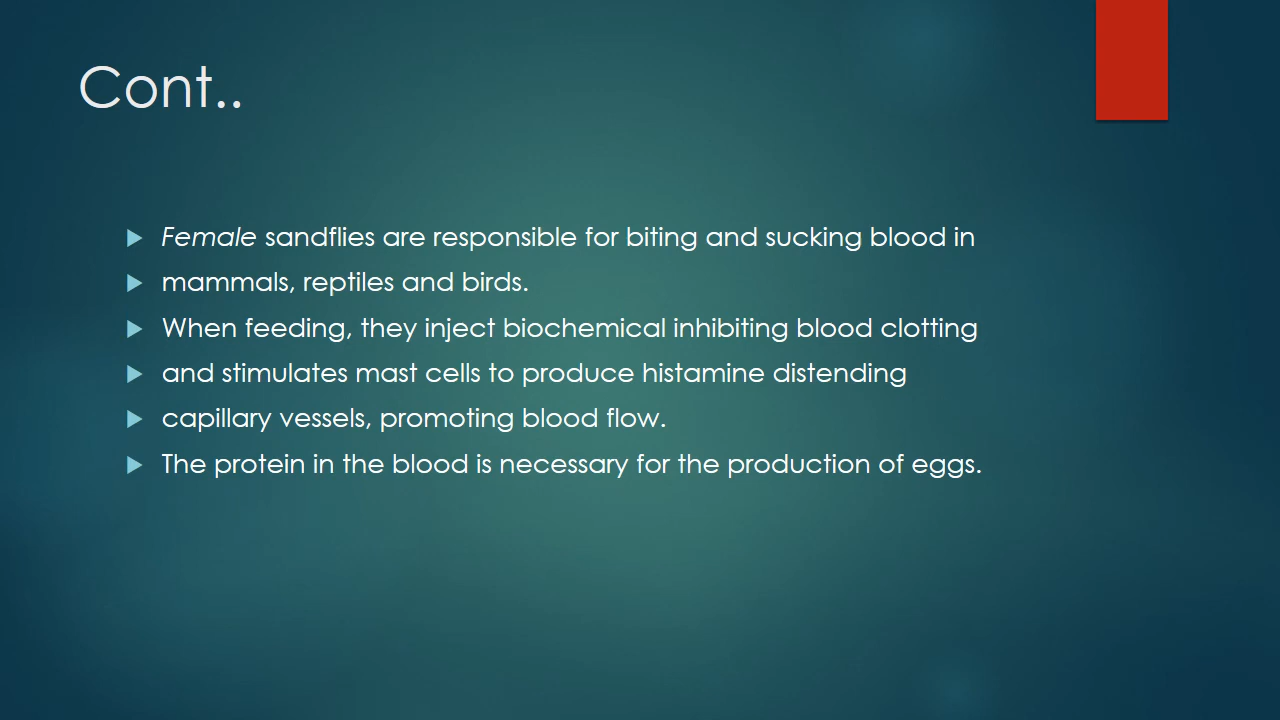 Cont..
Female sandflies are responsible for biting and sucking blood in
mammals, reptiles and birds.
When feeding, they inject biochemical inhibiting blood clotting
and stimulates mast cells to produce histamine distending
capillary vessels, promoting blood flow.
The protein in the blood is necessary for the production of eggs.